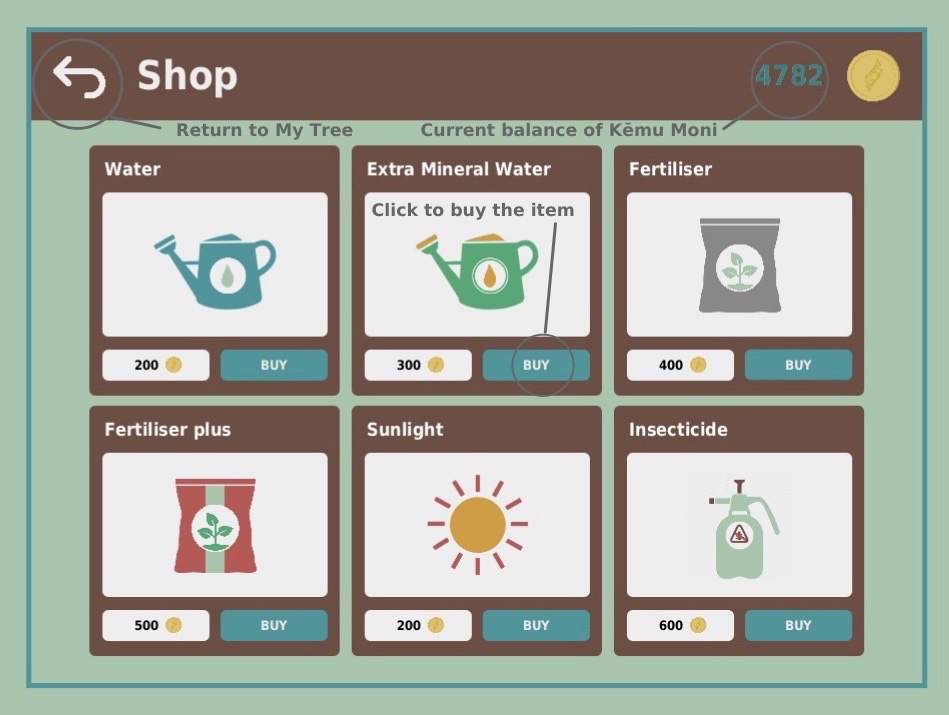 Shop
4782
Return to My Tree
Current balance of Kēmu Moni
Water
Extra Mineral Water
Fertiliser
Click to buy the item
200
BUY
300
BUY
400
BUY
Fertiliser plus
Sunlight
Insecticide
500
BUY
200
BUY
600
BUY